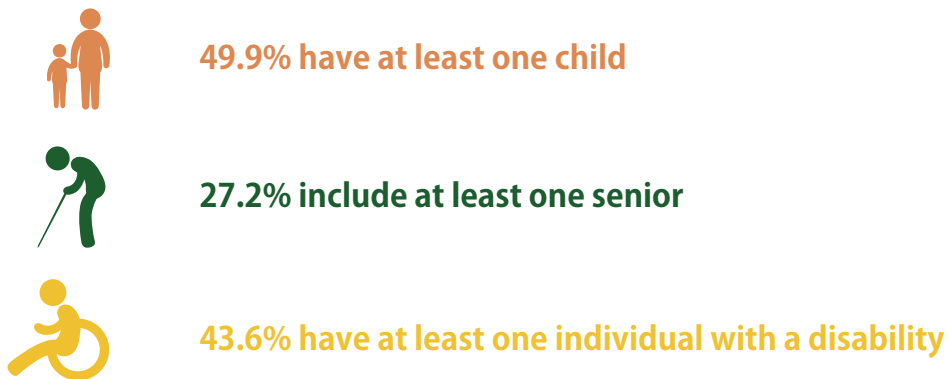 49.9% have at least one child
27.2% include at least one senior
43.6% have at least one individual with a disability